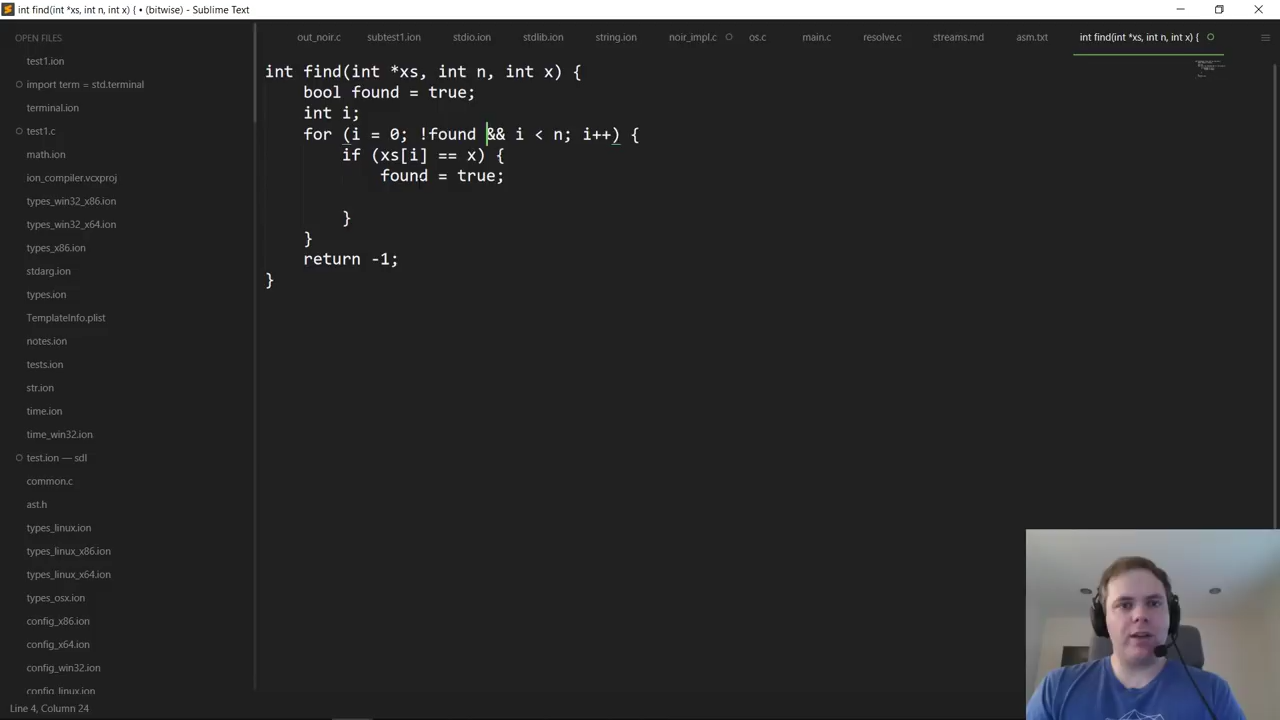 int find(int *xs, int n, int x) { • (bitwise) - Sublime Text
OPEN FILES
test1.ion
import term = std.terminal
terminal.ion
test1.c
math.ion
ion_compiler.vcxproj
types_win32_x86.ion
types_win32_x64.ion
types_x86.ion
stdarg.ion
types.ion
TemplateInfo.plist
notes.ion
tests.ion
str.ion
time.ion
time_win32.ion
test.ion — sdl
common.c
ast.h
types_linux.ion
types_linux_x86.ion
types_linux_x64.ion
types_osx.ion
config_x86.ion
config_x64.ion
config_win32.ion
config_linux.ion
out_noir.c subtest1.ion stdio.ion stdlib.ion string.ion noir_impl.c os.c main.c resolve.c streams.md asm.txt int find(int *xs, int n, int x) {
int find(int *xs, int n, int x) {
    bool found = true;
    int i;
    for (i = 0; !found && i < n; i++) {
        if (xs[i] == x) {
            found = true;
        }
    }
    return -1;
}
Line 4, Column 24